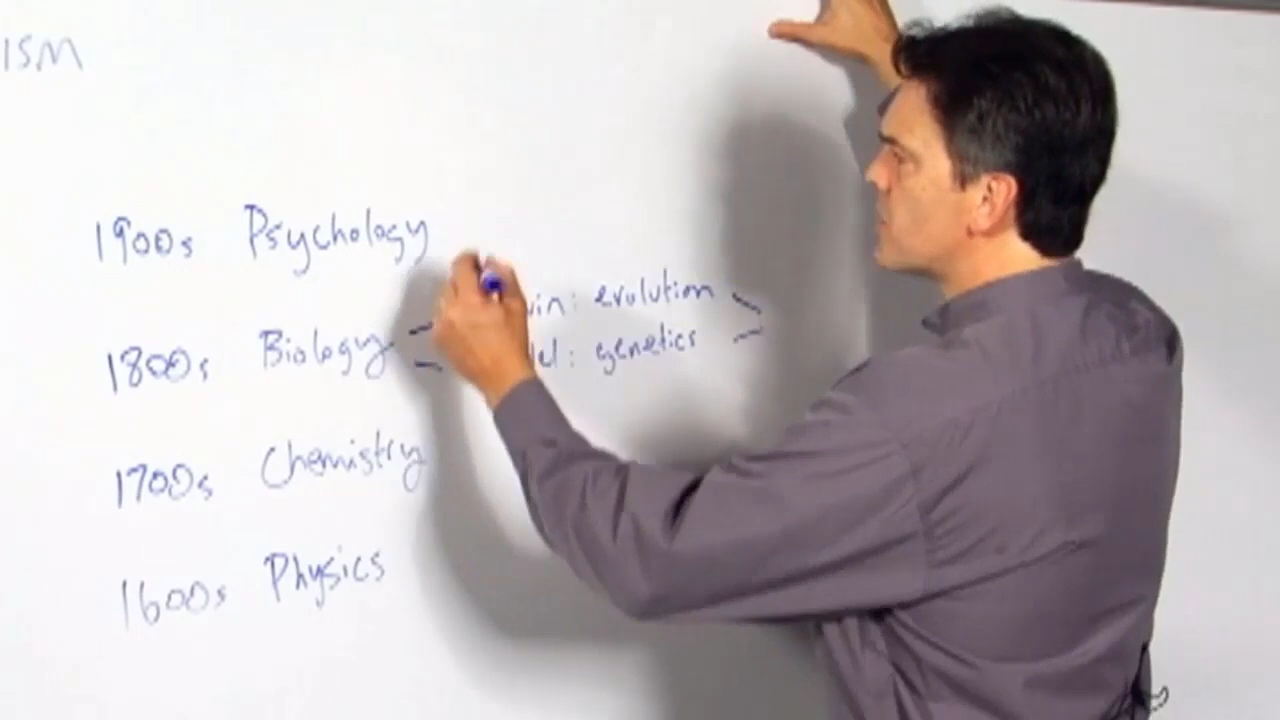 ISM
1900s Psychology
: evolution
1800s Biology
: genetics
1700s Chemistry
1600s Physics